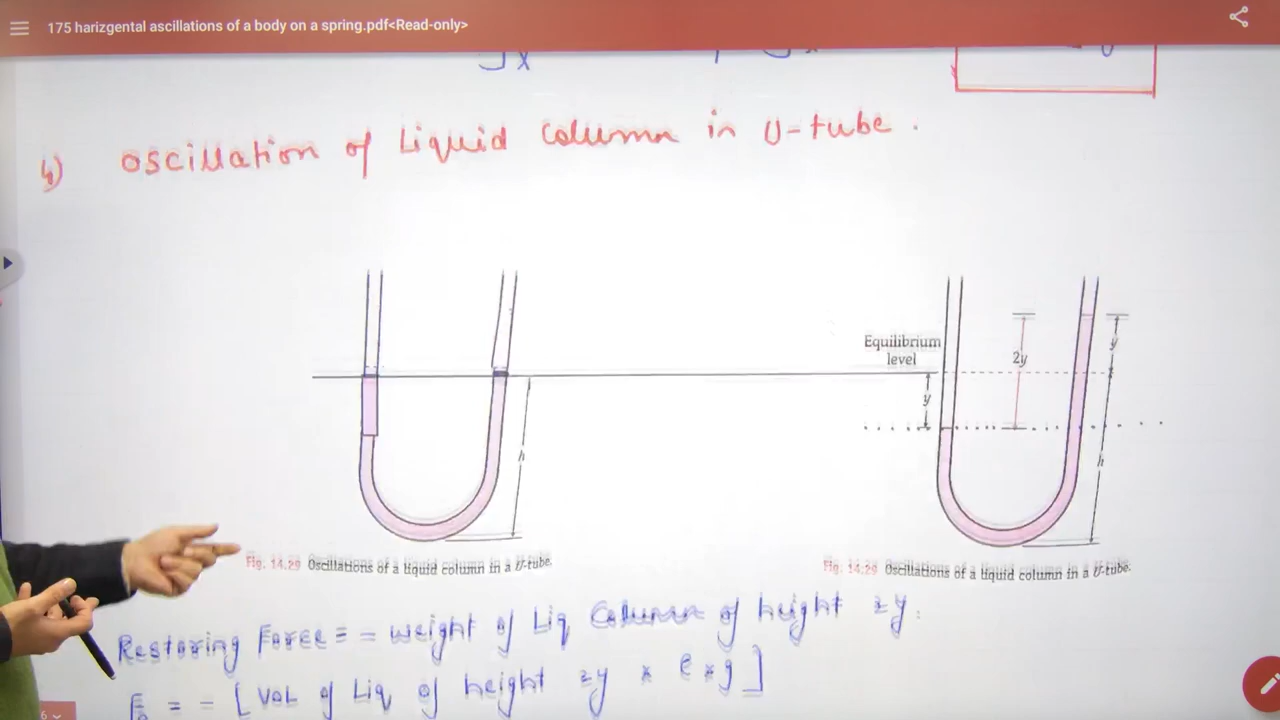 175 harizgental ascillations of a body on a spring.pdf<Read-only>
4) oscillation of Liquid Column in U-tube.
Equilibrium
level
2y
y
y
h
h
Fig. 14.29 Oscillations of a liquid column in a U-tube.
Fig. 14.29 Oscillations of a liquid column in a U-tube.
Restoring Force = = weight of Liq Column of height 2y.
= - [ Vol of Liq of height 2y * ρ * g ]
6